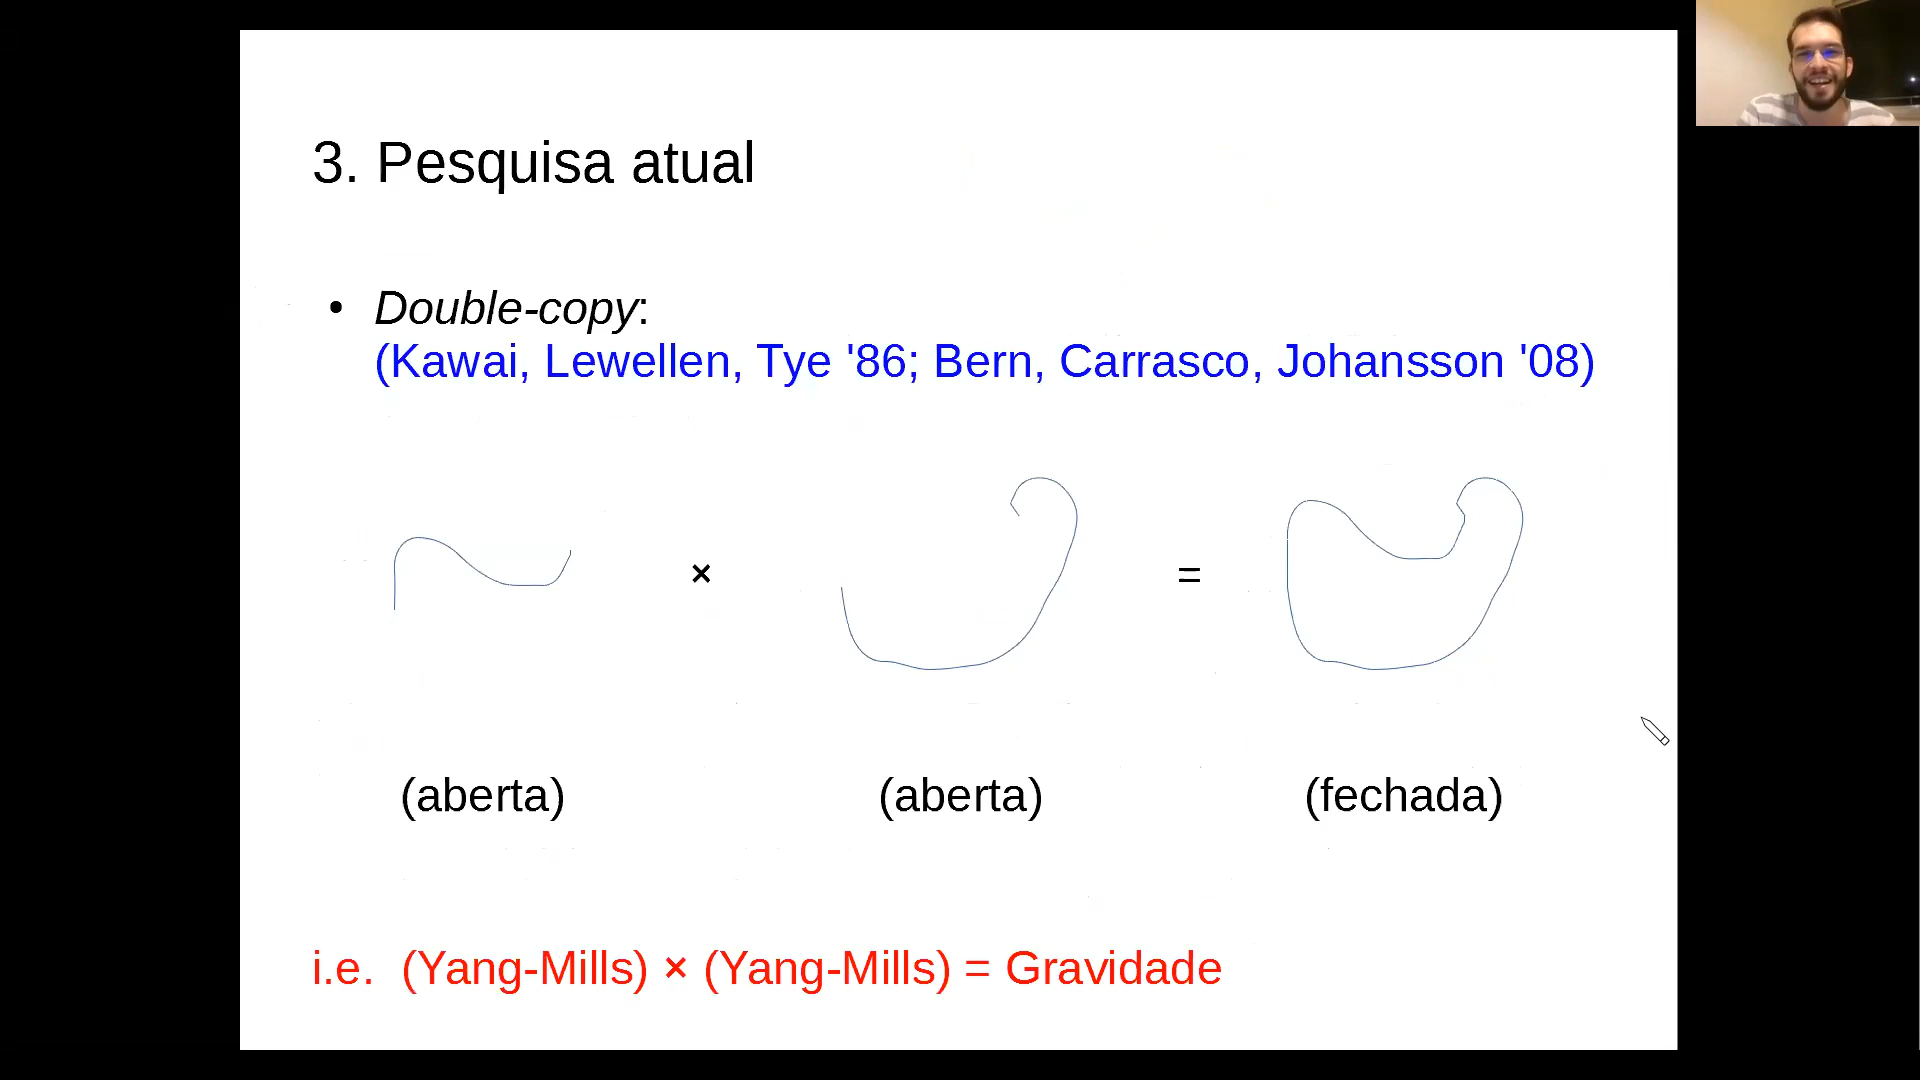 3. Pesquisa atual
• Double-copy:
(Kawai, Lewellen, Tye '86; Bern, Carrasco, Johansson '08)
× =
(aberta) (aberta) (fechada)
i.e. (Yang-Mills) × (Yang-Mills) = Gravidade